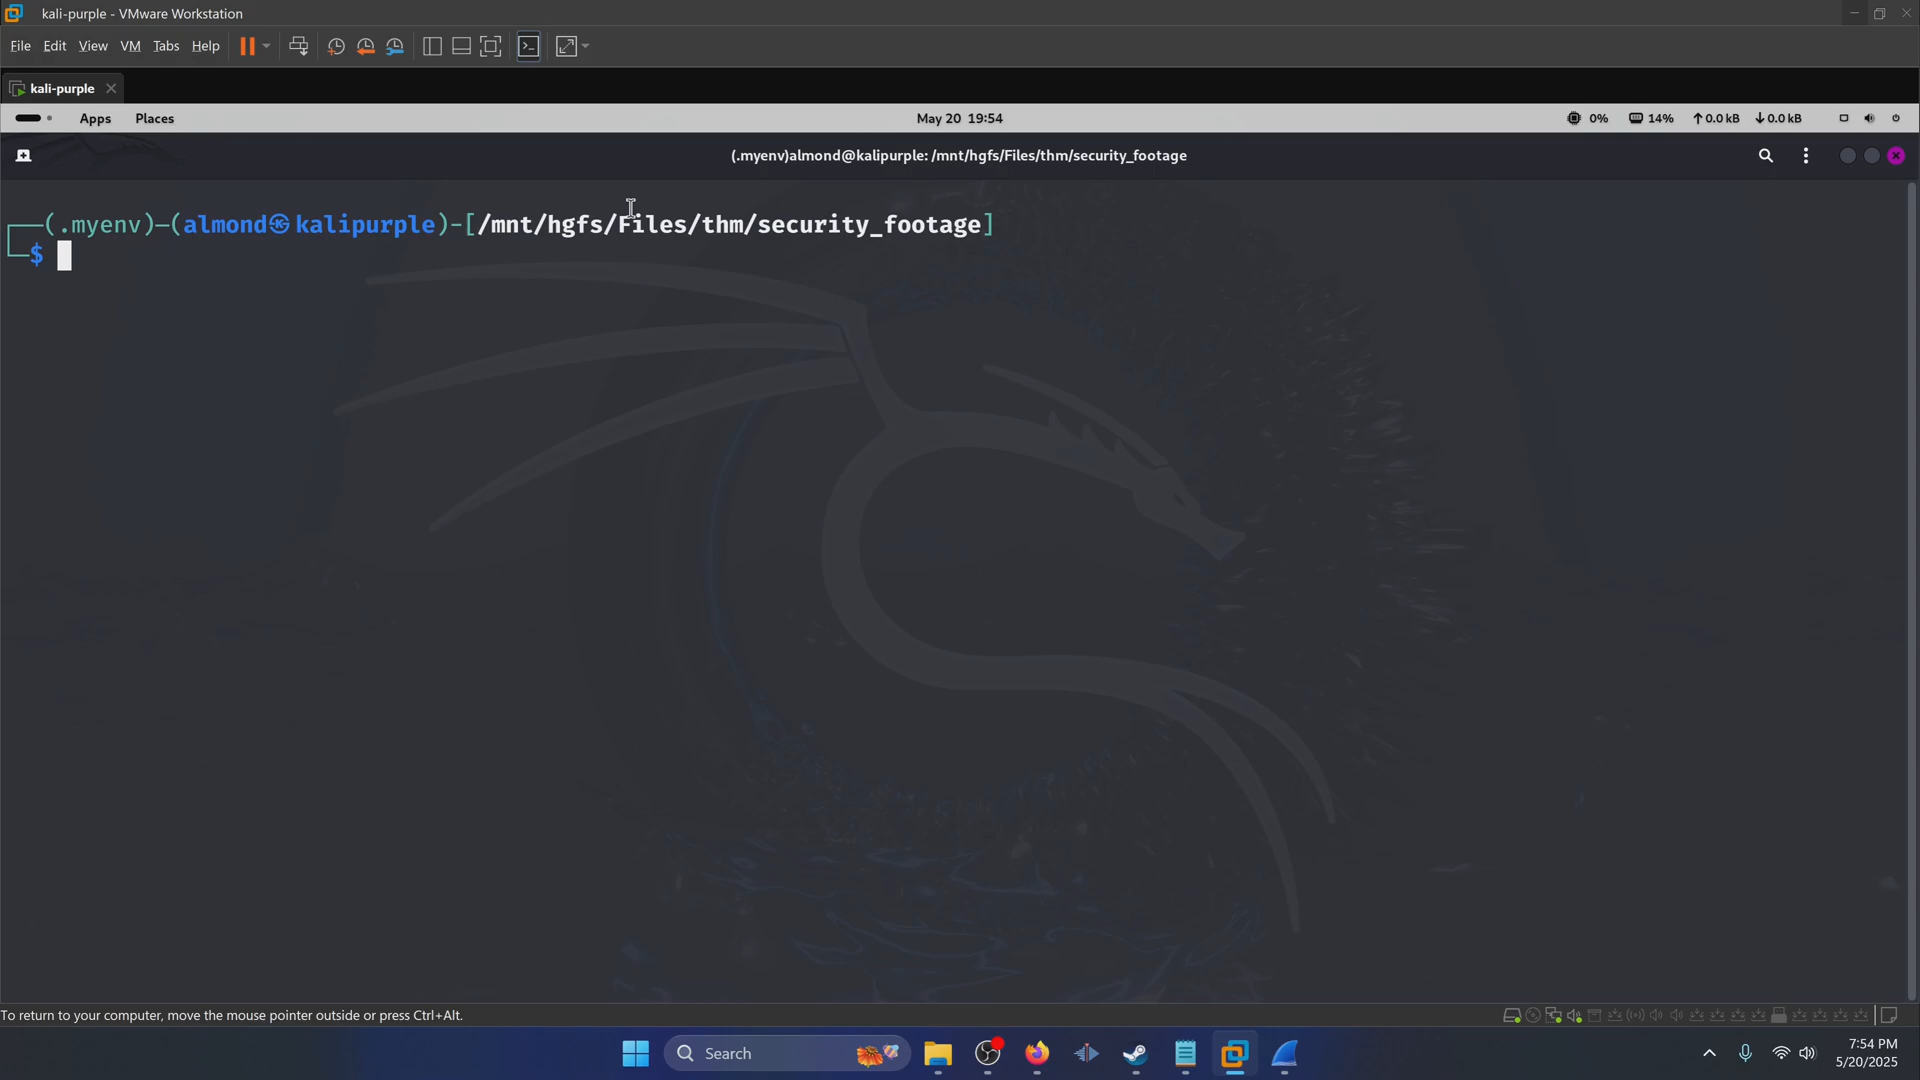 kali-purple - VMware Workstation
File Edit View VM Tabs Help
kali-purple
Apps Places May 20 19:54 0% 14% ↑0.0 kB ↓0.0 kB
(.myenv)almond@kalipurple: /mnt/hgfs/Files/thm/security_footage
┌──(.myenv)─(almond㉿kalipurple)-[/mnt/hgfs/Files/thm/security_footage]
└─$
To return to your computer, move the mouse pointer outside or press Ctrl+Alt.
Search
7:54 PM
5/20/2025